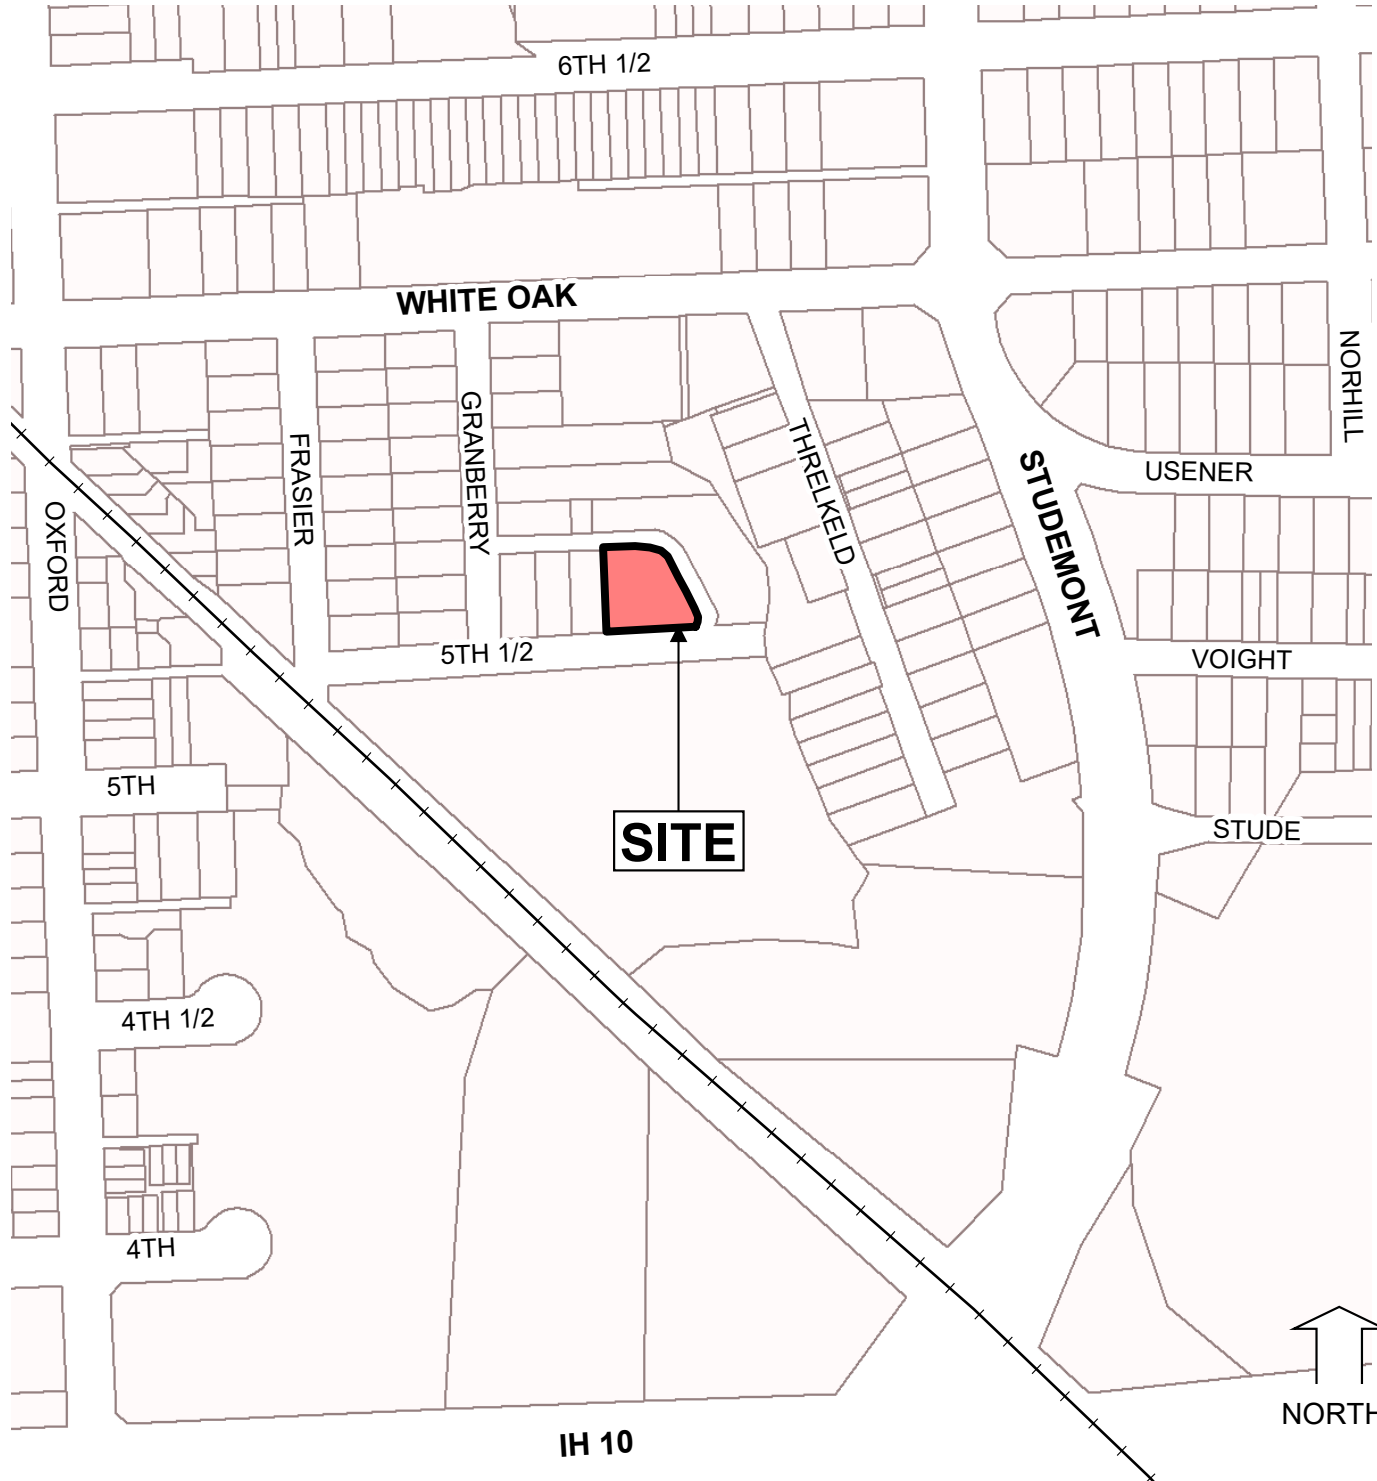 6TH 1/2
WHITE OAK
NORHILL
GRANBERRY
THRELKELD
FRASIER
STUDEMONT
USENER
OXFORD
5TH 1/2
VOIGHT
5TH
STUDE
SITE
4TH 1/2
4TH
NORTH
IH 10